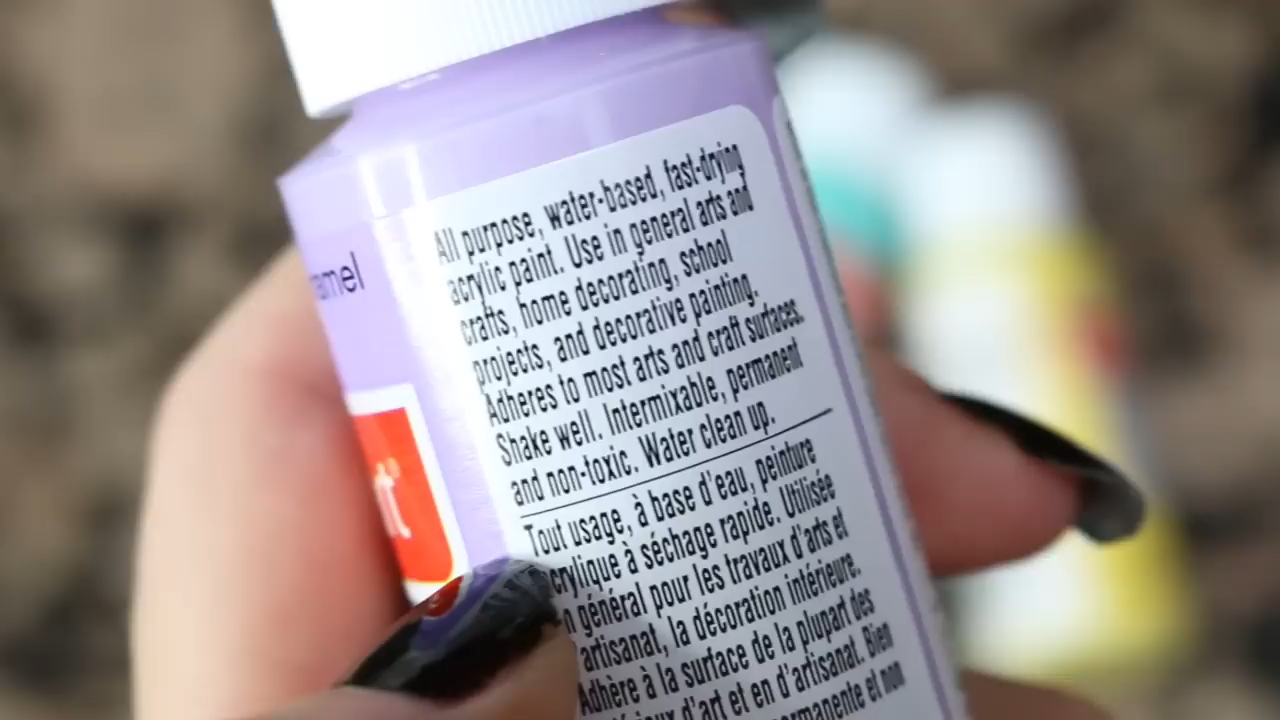 All purpose, water-based, fast-drying
acrylic paint. Use in general arts and
crafts, home decorating, school
projects, and decorative painting.
Adheres to most arts and craft surfaces.
Shake well. Intermixable, permanent
and non-toxic. Water clean up.
Tout usage, à base d'eau, peinture
crylique à séchage rapide. Utilisée
n général pour les travaux d'arts et
artisanat, la décoration intérieure.
Adhère à la surface de la plupart des
d'art et en d'artisanat. Bien
permanente et non
amel